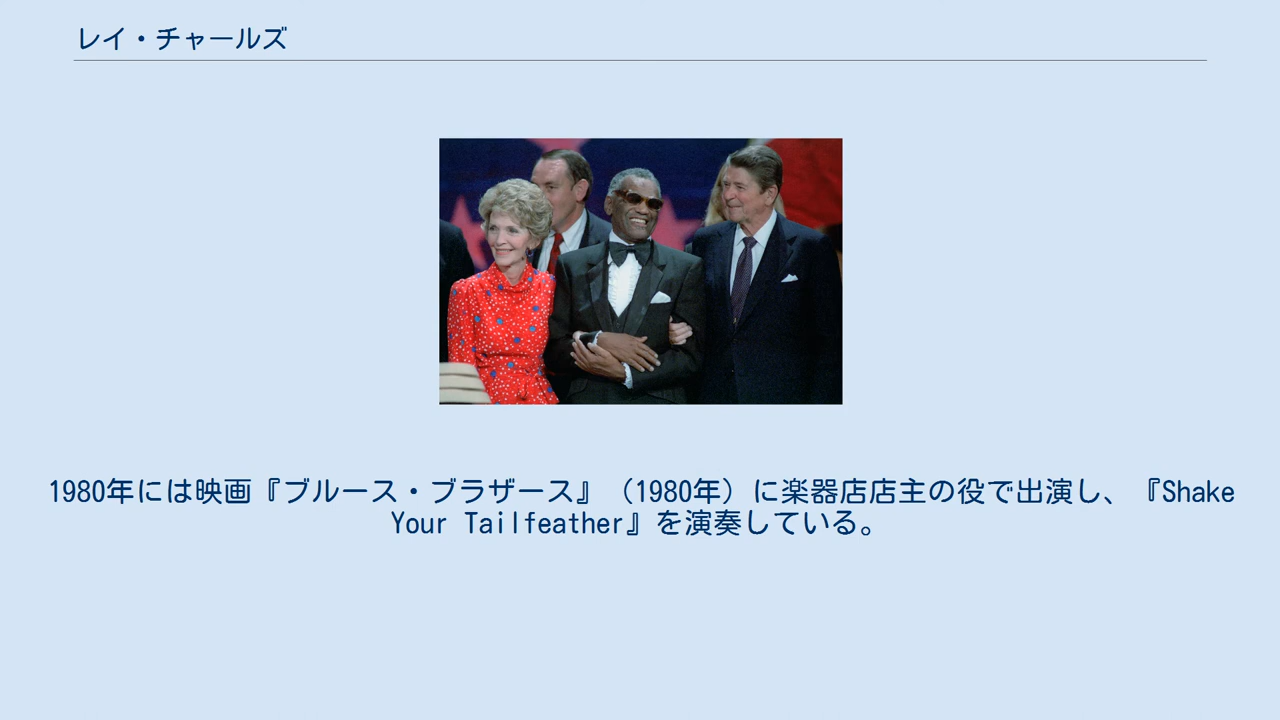 レイ・チャールズ
1980年には映画『ブルース・ブラザース』（1980年）に楽器店店主の役で出演し、『Shake
Your Tailfeather』を演奏している。